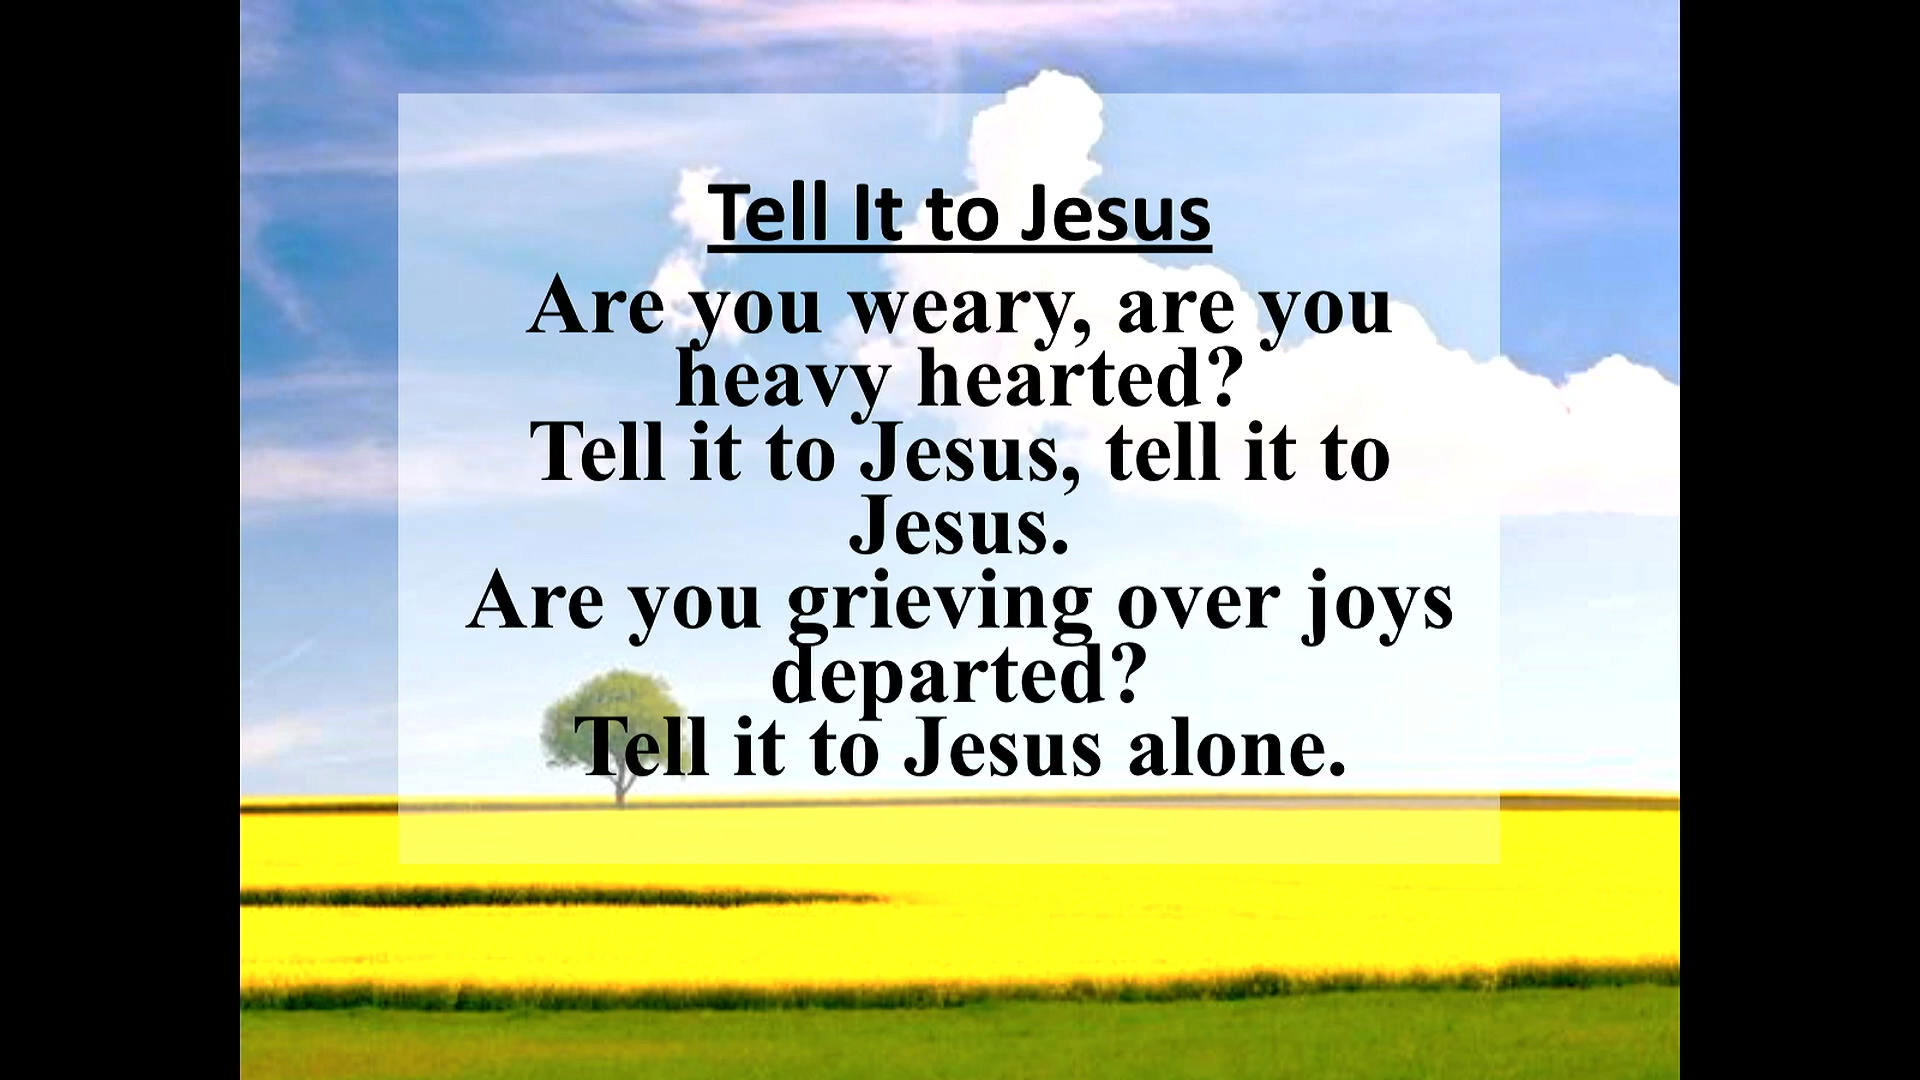 Tell It to Jesus
Are you weary, are you
heavy hearted?
Tell it to Jesus, tell it to
Jesus.
Are you grieving over joys
departed?
Tell it to Jesus alone.